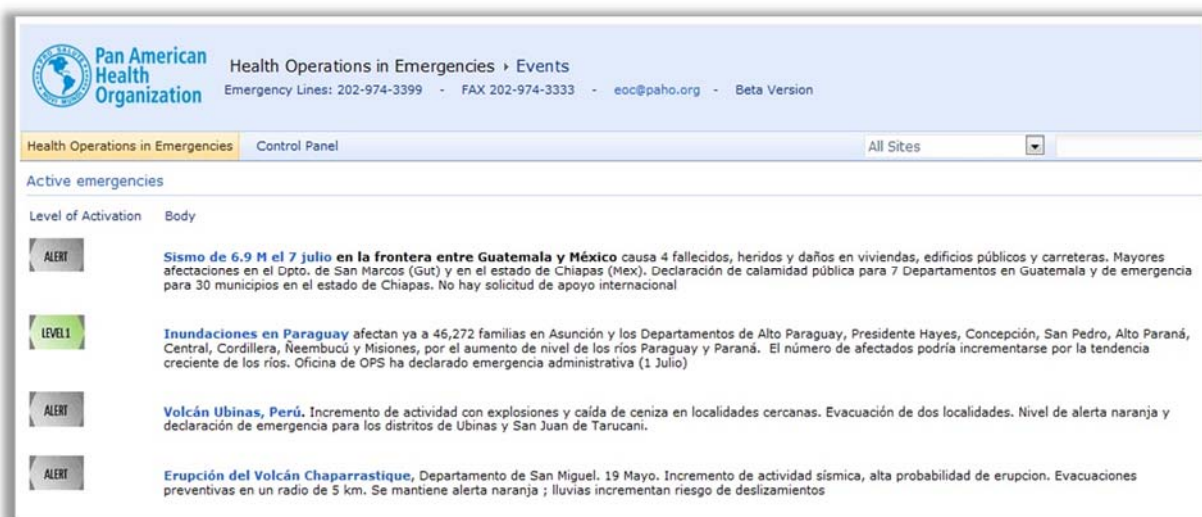 Pan American
Health
Organization
Health Operations in Emergencies › Events
Emergency Lines: 202-974-3399 - FAX 202-974-3333 - eoc@paho.org - Beta Version
Health Operations in Emergencies Control Panel All Sites
Active emergencies
Level of Activation Body
ALERT
Sismo de 6.9 M el 7 julio en la frontera entre Guatemala y México causa 4 fallecidos, heridos y daños en viviendas, edificios públicos y carreteras. Mayores
afectaciones en el Dpto. de San Marcos (Gut) y en el estado de Chiapas (Mex). Declaración de calamidad pública para 7 Departamentos en Guatemala y de emergencia
para 30 municipios en el estado de Chiapas. No hay solicitud de apoyo internacional
LEVEL1
Inundaciones en Paraguay afectan ya a 46,272 familias en Asunción y los Departamentos de Alto Paraguay, Presidente Hayes, Concepción, San Pedro, Alto Paraná,
Central, Cordillera, Ñeembucú y Misiones, por el aumento de nivel de los ríos Paraguay y Paraná. El número de afectados podría incrementarse por la tendencia
creciente de los ríos. Oficina de OPS ha declarado emergencia administrativa (1 Julio)
ALERT
Volcán Ubinas, Perú. Incremento de actividad con explosiones y caída de ceniza en localidades cercanas. Evacuación de dos localidades. Nivel de alerta naranja y
declaración de emergencia para los distritos de Ubinas y San Juan de Tarucani.
ALERT
Erupción del Volcán Chaparrastique, Departamento de San Miguel. 19 Mayo. Incremento de actividad sísmica, alta probabilidad de erupcion. Evacuaciones
preventivas en un radio de 5 km. Se mantiene alerta naranja ; lluvias incrementan riesgo de deslizamientos